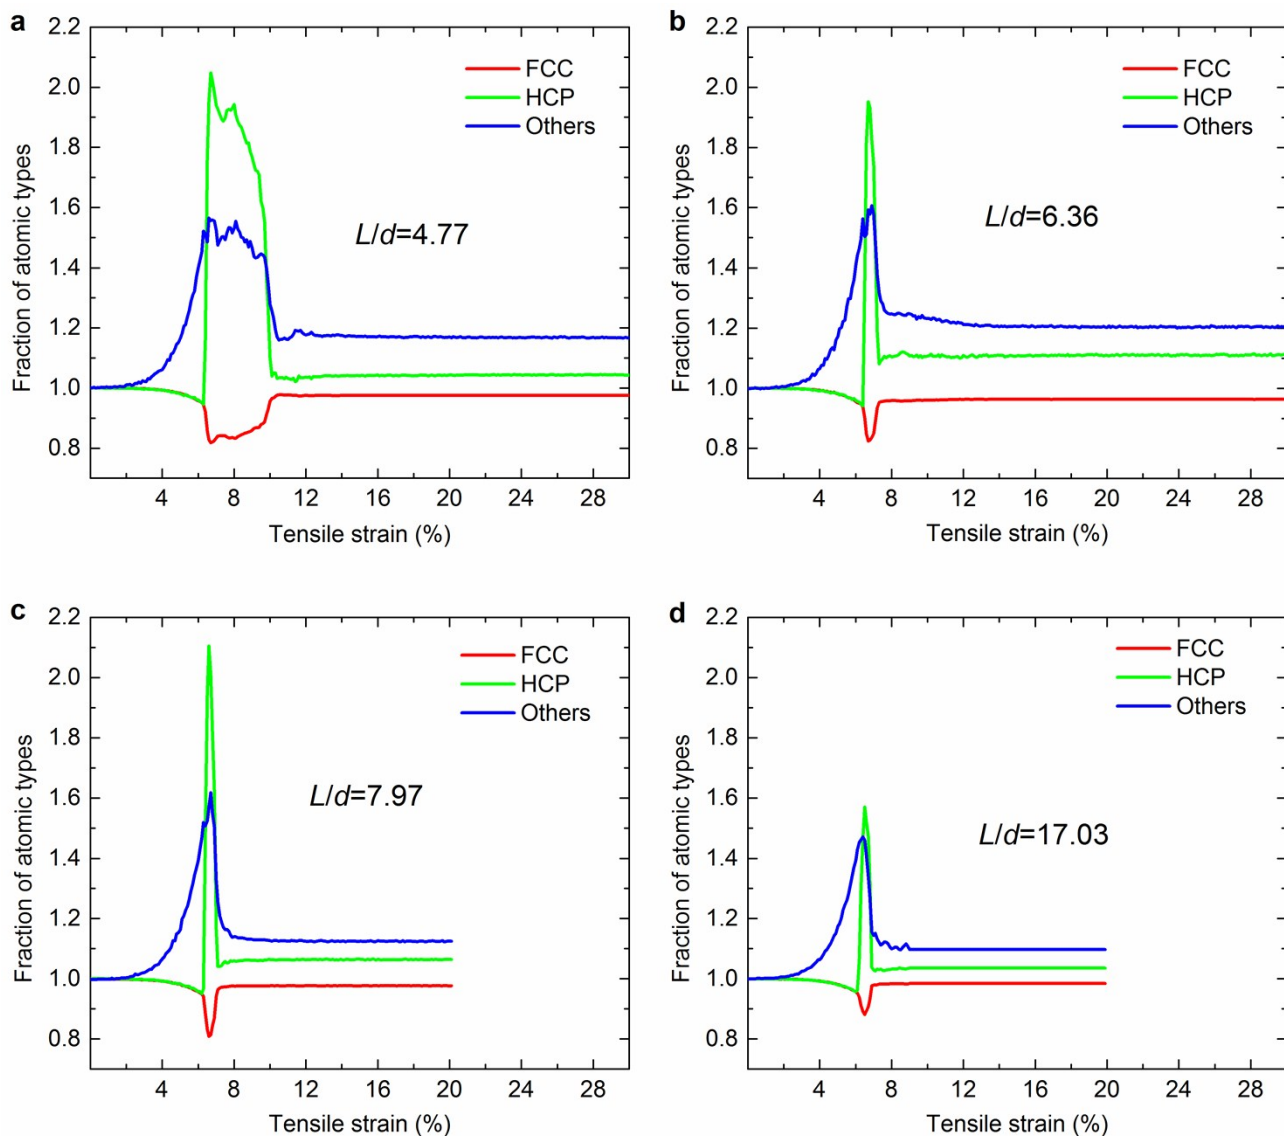 a
2.2
2.0
1.8
1.6
1.4
1.2
1.0
0.8
Fraction of atomic types
FCC
HCP
Others
L/d=4.77
4 8 12 16 20 24 28
Tensile strain (%)
b
2.2
2.0
1.8
1.6
1.4
1.2
1.0
0.8
Fraction of atomic types
FCC
HCP
Others
L/d=6.36
4 8 12 16 20 24 28
Tensile strain (%)
c
2.2
2.0
1.8
1.6
1.4
1.2
1.0
0.8
Fraction of atomic types
FCC
HCP
Others
L/d=7.97
4 8 12 16 20 24 28
Tensile strain (%)
d
2.2
2.0
1.8
1.6
1.4
1.2
1.0
0.8
Fraction of atomic types
FCC
HCP
Others
L/d=17.03
4 8 12 16 20 24 28
Tensile strain (%)